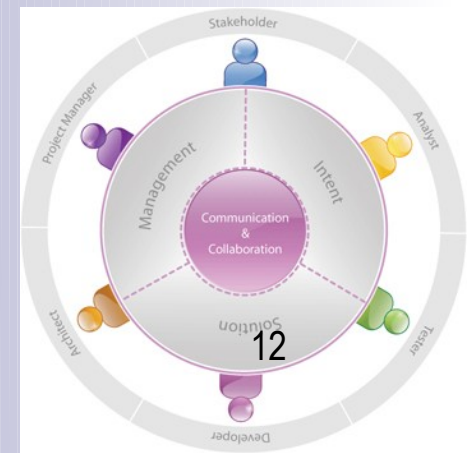 Stakeholder
Project Manager
Analyst
Management
Intent
Communication
&
Collaboration
Solution
12
Architect
Tester
Developer